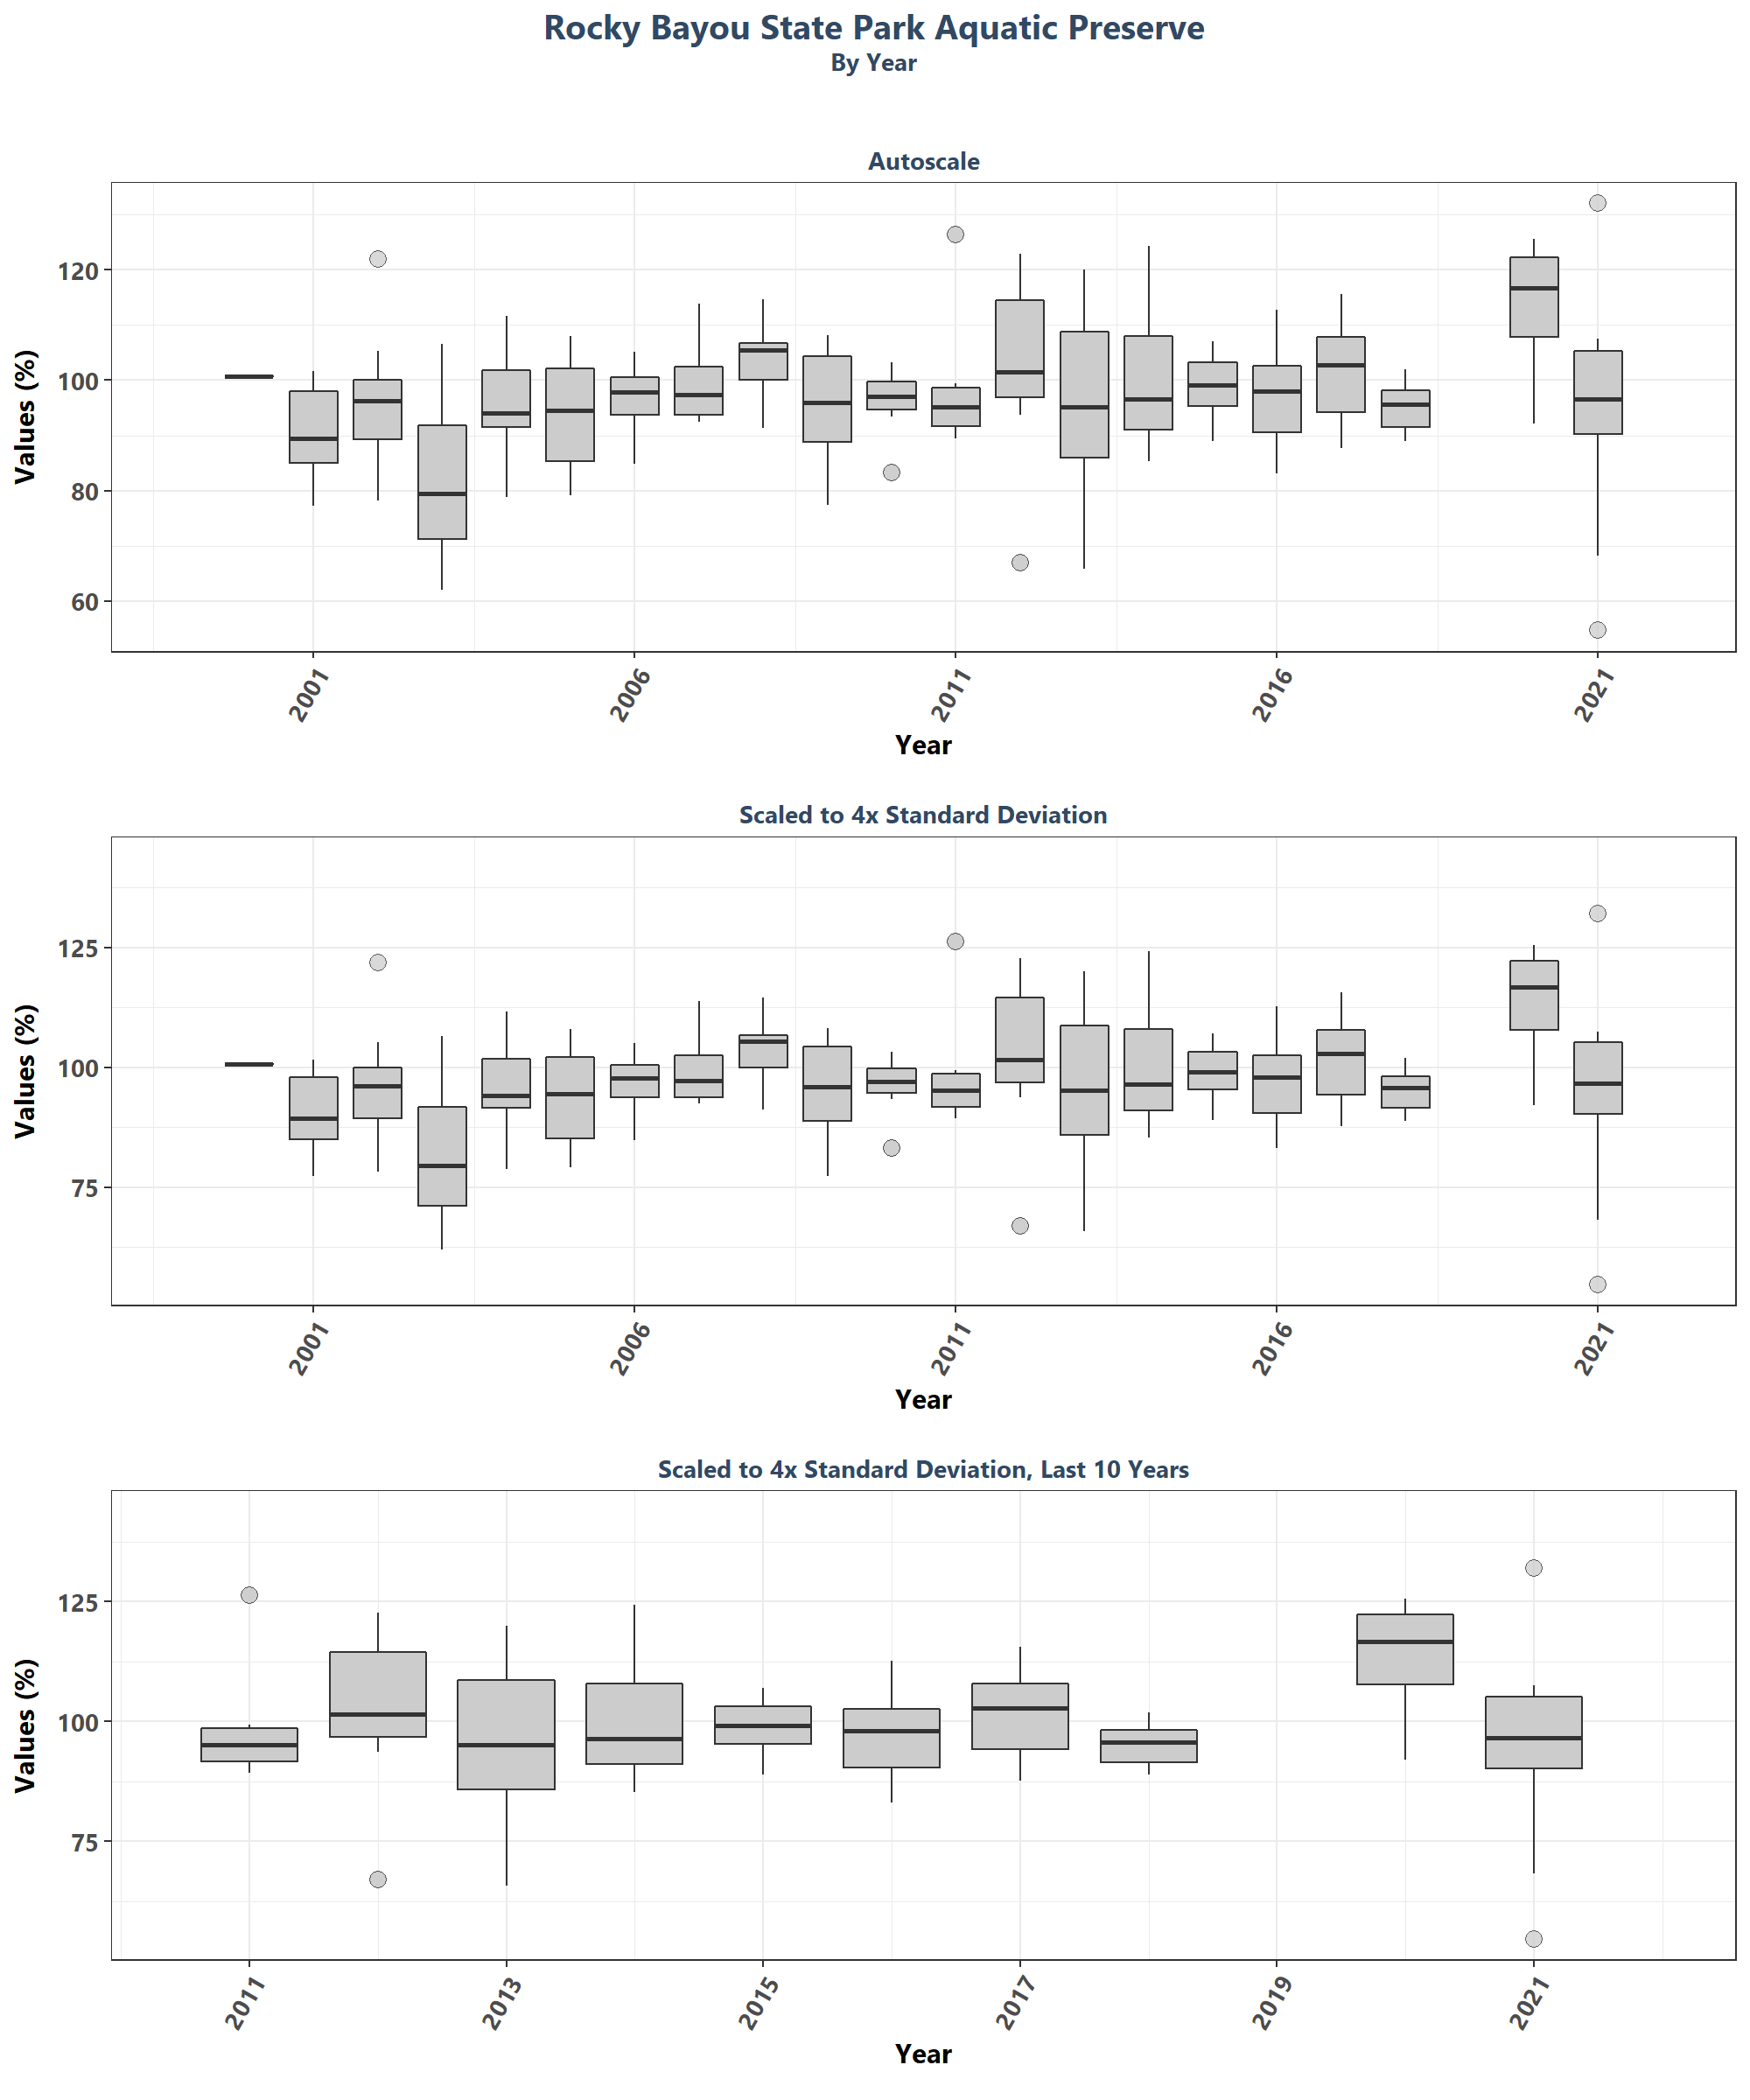 Rocky Bayou State Park Aquatic Preserve
By Year
Autoscale
Values (%)
120
100
80
60
2001
2006
2011
2016
2021
Year
Scaled to 4x Standard Deviation
Values (%)
125
100
75
2001
2006
2011
2016
2021
Year
Scaled to 4x Standard Deviation, Last 10 Years
Values (%)
125
100
75
2011
2013
2015
2017
2019
2021
Year